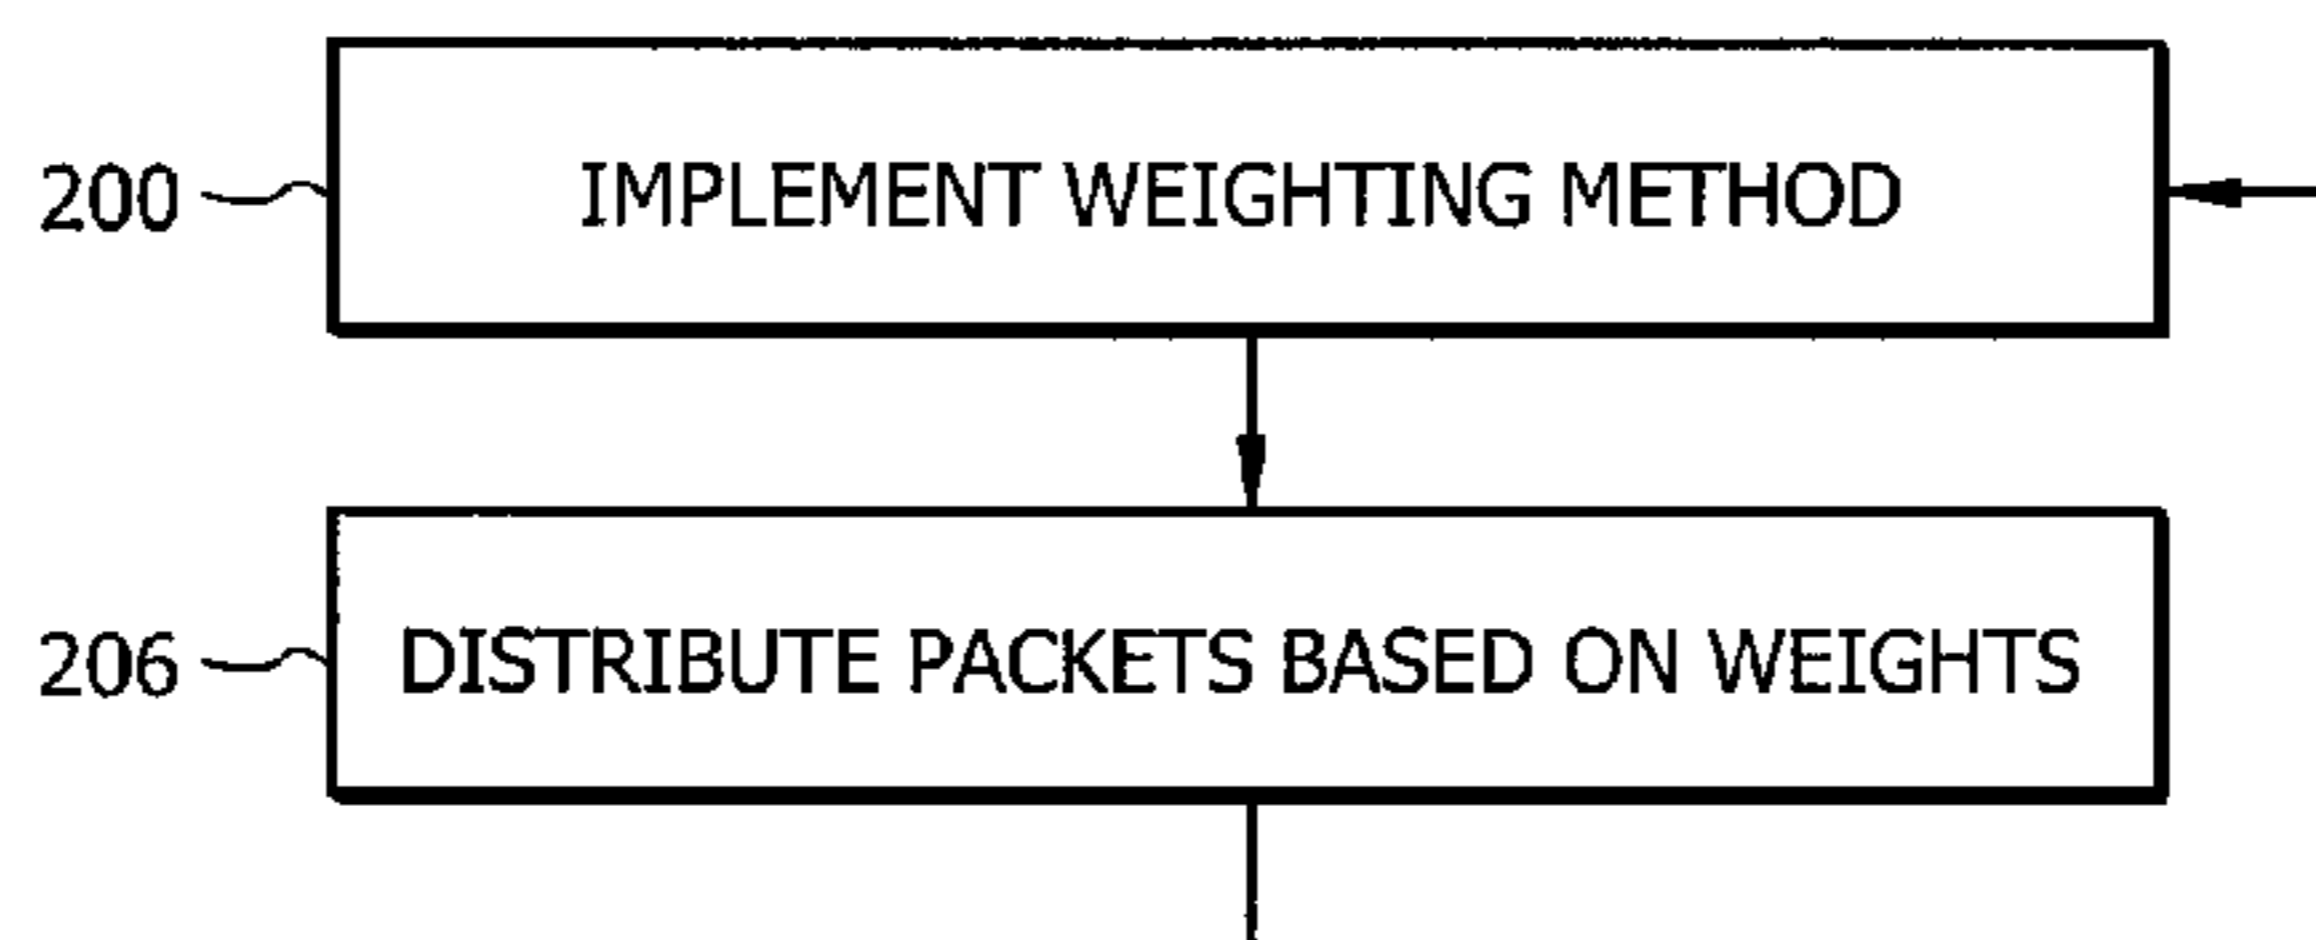 200 IMPLEMENT WEIGHTING METHOD
206 DISTRIBUTE PACKETS BASED ON WEIGHTS